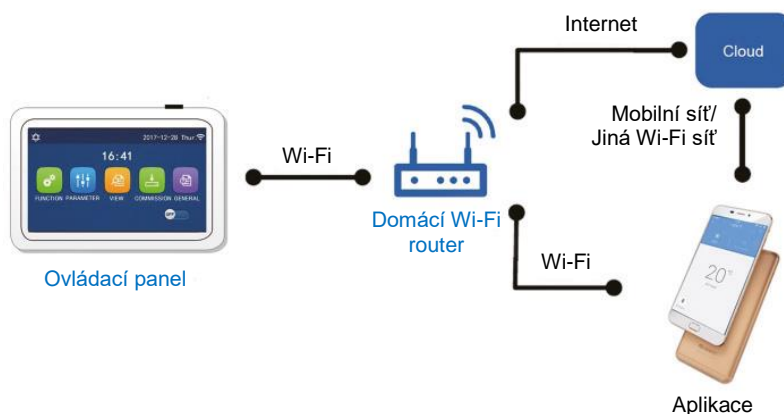 Internet
Cloud
Mobilní síť/
Jiná Wi-Fi síť
2017-12-28 Thur
16:41
Wi-Fi
FUNCTION PARAMETER VIEW COMMISSION GENERAL
OFF
Domácí Wi-Fi
router
Wi-Fi
Ovládací panel
20°
Aplikace